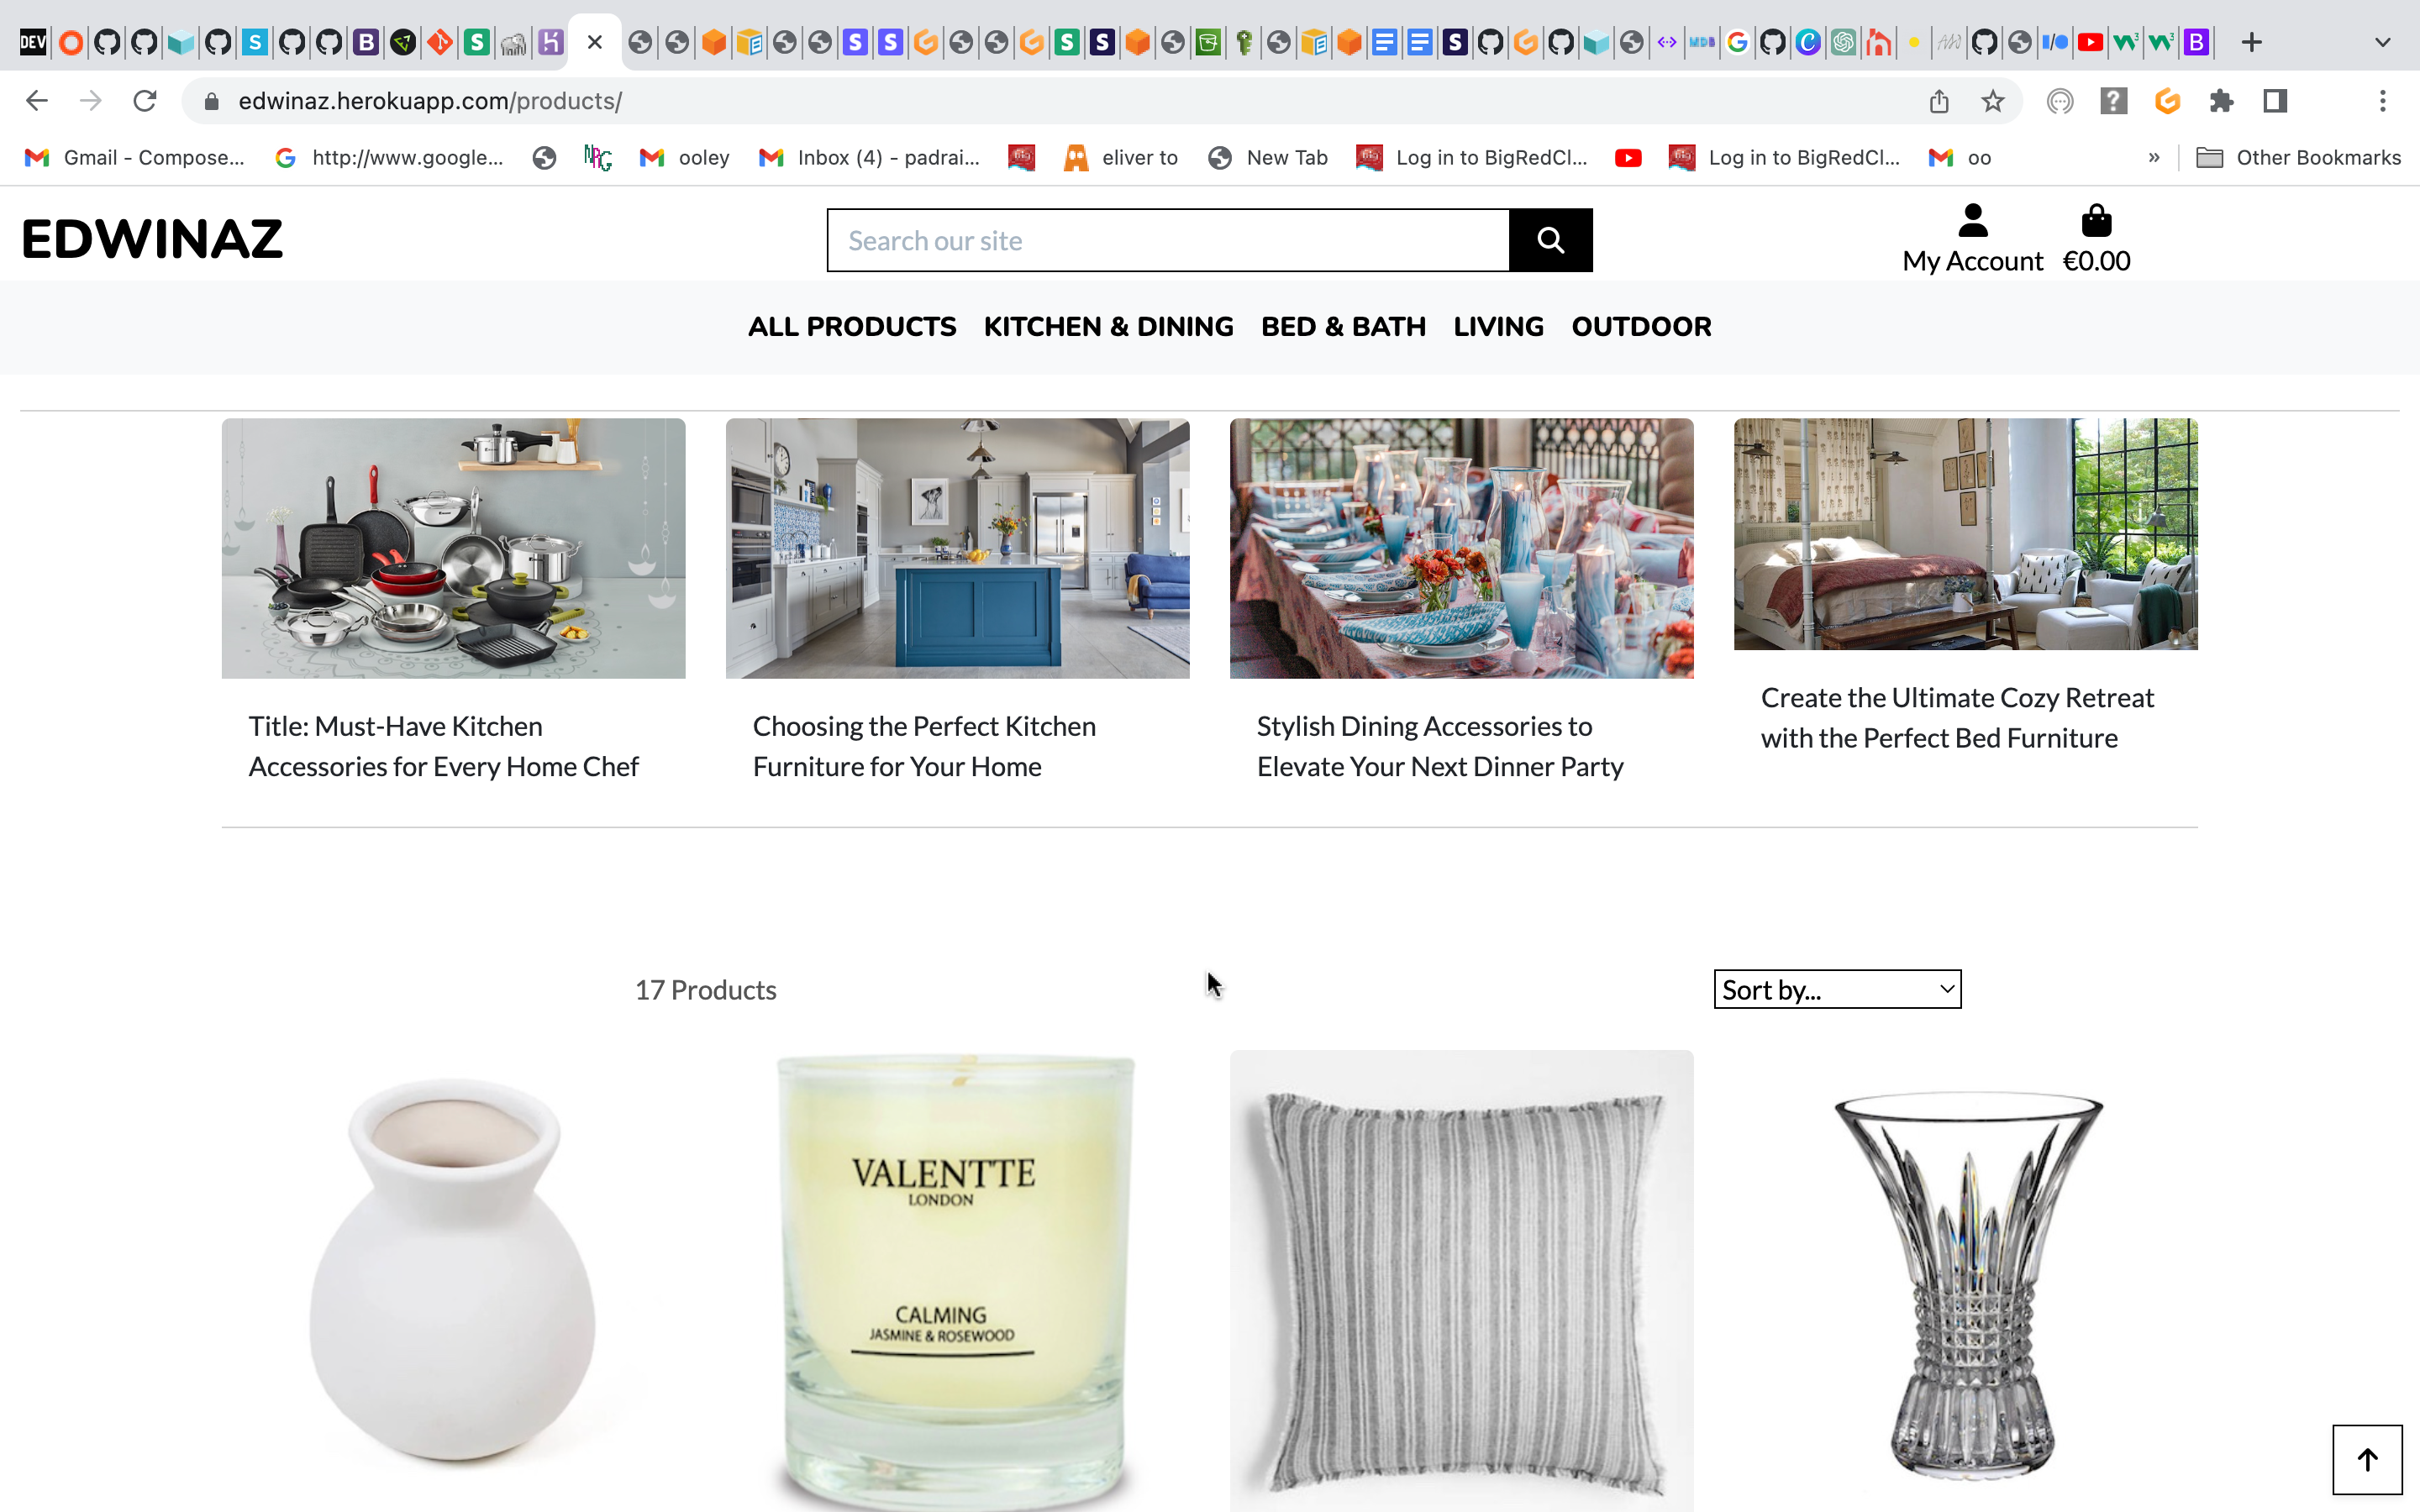 edwinaz.herokuapp.com/products/
Gmail - Compose... http://www.google... ooley Inbox (4) - padrai... eliver to New Tab Log in to BigRedCl... Log in to BigRedCl... oo » Other Bookmarks
EDWINAZ
Search our site
My Account €0.00
ALL PRODUCTS KITCHEN & DINING BED & BATH LIVING OUTDOOR
Title: Must-Have Kitchen
Accessories for Every Home Chef
Choosing the Perfect Kitchen
Furniture for Your Home
Stylish Dining Accessories to
Elevate Your Next Dinner Party
Create the Ultimate Cozy Retreat
with the Perfect Bed Furniture
17 Products
Sort by...
VALENTTE
LONDON
CALMING
JASMINE & ROSEWOOD